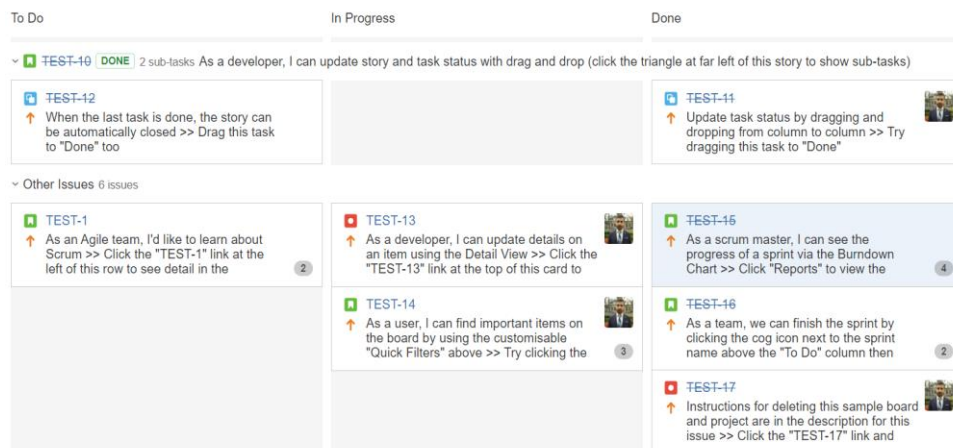 To Do
In Progress
Done
TEST-10 DONE 2 sub-tasks As a developer, I can update story and task status with drag and drop (click the triangle at far left of this story to show sub-tasks)
TEST-12
When the last task is done, the story can
be automatically closed >> Drag this task
to "Done" too
TEST-11
Update task status by dragging and
dropping from column to column >> Try
dragging this task to "Done"
Other Issues 6 issues
TEST-1
As an Agile team, I'd like to learn about
Scrum >> Click the "TEST-1" link at the
left of this row to see detail in the
2
TEST-13
As a developer, I can update details on
an item using the Detail View >> Click the
"TEST-13" link at the top of this card to
TEST-14
As a user, I can find important items on
the board by using the customisable
"Quick Filters" above >> Try clicking the
3
TEST-15
As a scrum master, I can see the
progress of a sprint via the Burndown
Chart >> Click "Reports" to view the
4
TEST-16
As a team, we can finish the sprint by
clicking the cog icon next to the sprint
name above the "To Do" column then
2
TEST-17
Instructions for deleting this sample board
and project are in the description for this
issue >> Click the "TEST-17" link and